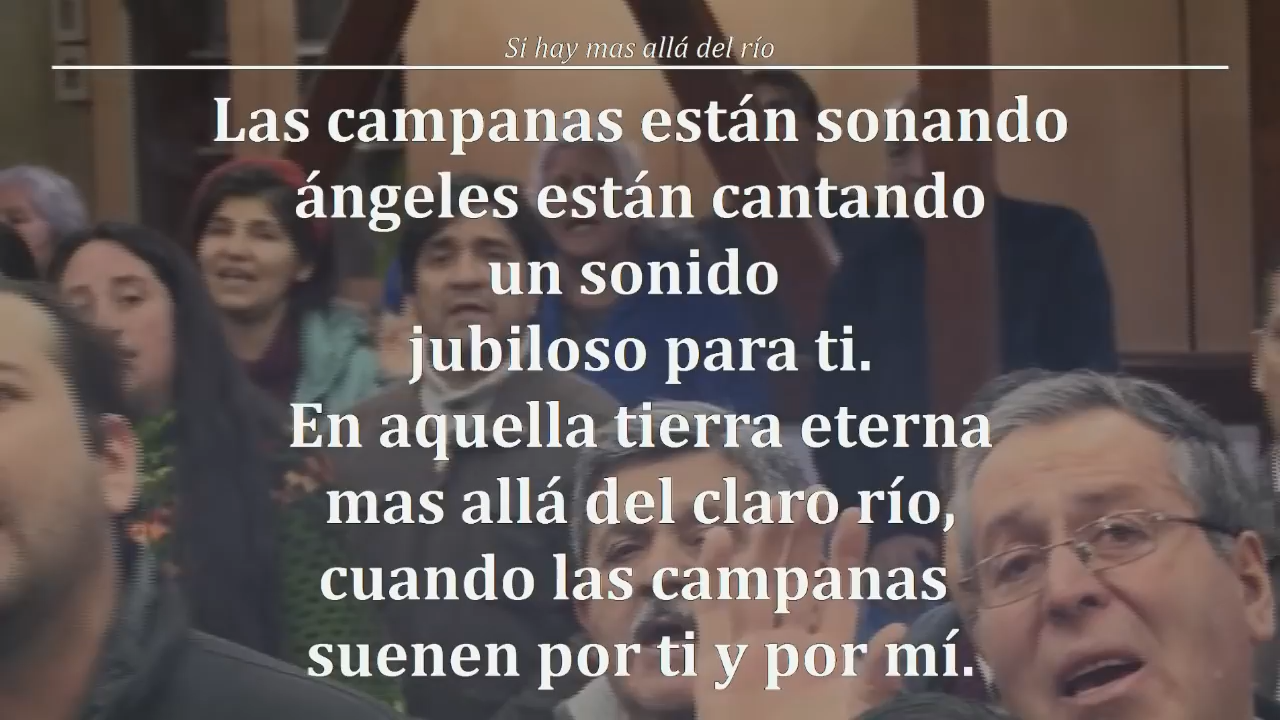 Si hay mas allá del río
Las campanas están sonando
ángeles están cantando
un sonido
jubiloso para ti.
En aquella tierra eterna
mas allá del claro río,
cuando las campanas
suenen por ti y por mí.